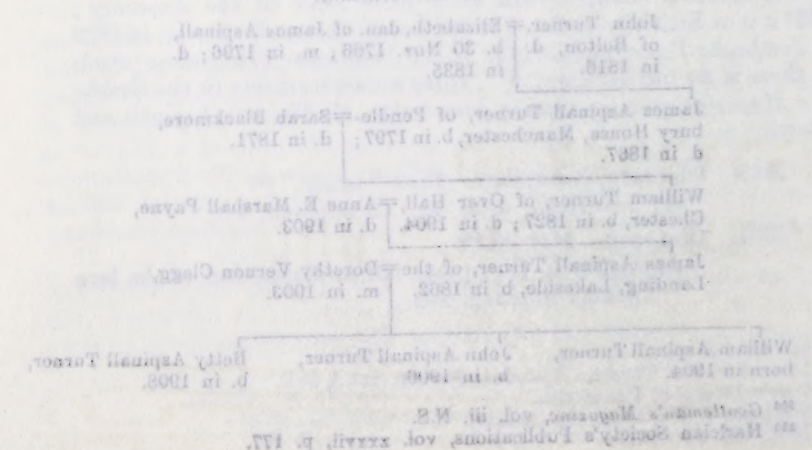 John Turner,=Elizabeth, dau. of James Aspinall,
of Bolton, d. b. 30 Nov. 1766; m. in 1796; d.
in 1816. in 1835.
James Aspinall Turner, of Pendle-=Sarah Blackmore,
bury House, Manchester, b. in 1797; d. in 1871.
d in 1867.
William Turner, of Over Hall,=Anne E. Marshall Payne,
Chester, b. in 1827; d. in 1904. d. in 1903.
James Aspinall Turner, of the=Dorothy Vernon Clegg,
Landing, Lakeside, b in 1862. m. in 1903.
William Aspinall Turner, John Aspinall Turner, Betty Aspinall Turner,
born in 1904. b. in 1906. b. in 1908.
Gentleman's Magazine, vol. iii. N.S.
Harleian Society's Publications, vol. xxxvii, p. 177.